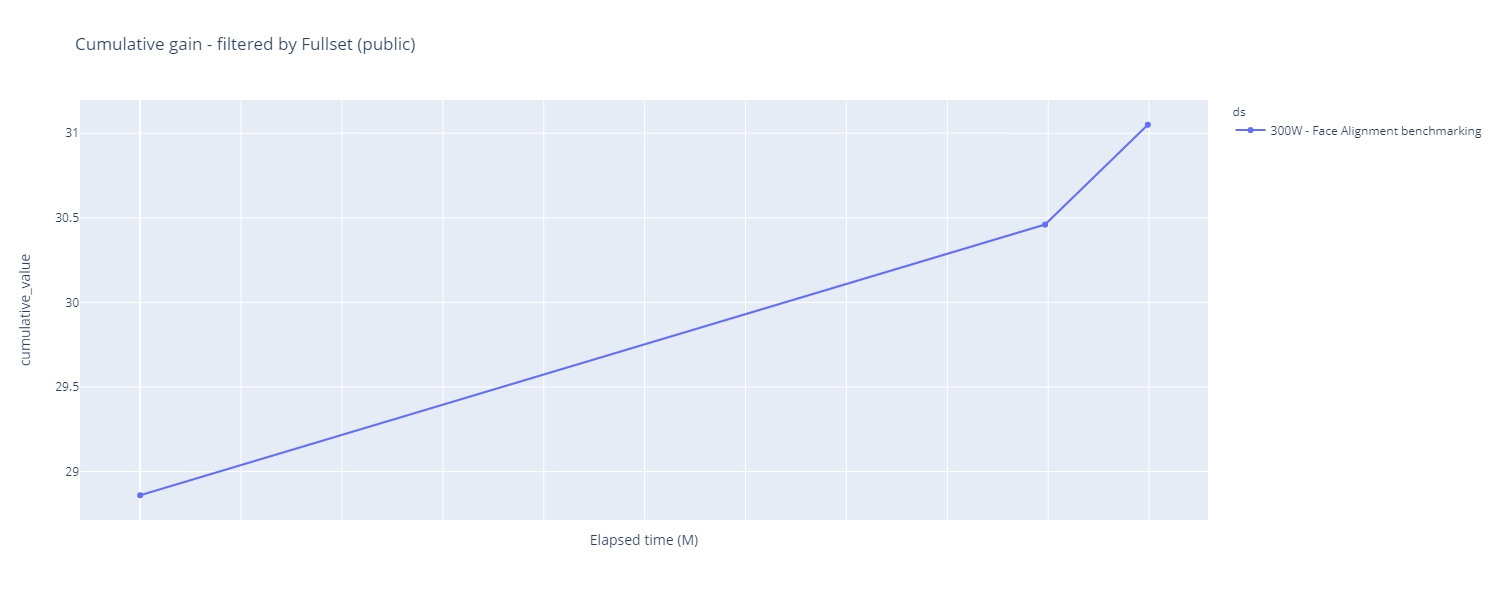 Cumulative gain - filtered by Fullset (public)
ds
300W - Face Alignment benchmarking
31
30.5
30
29.5
29
cumulative_value
Elapsed time (M)